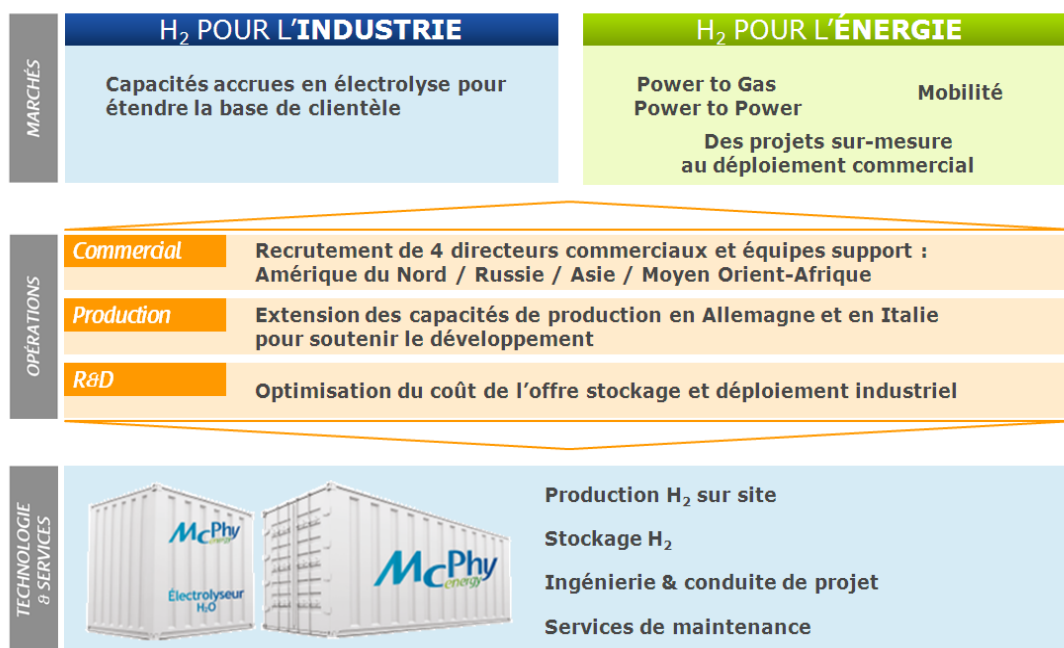 H₂ POUR L'INDUSTRIE
H₂ POUR L'ÉNERGIE
MARCHÉS
Capacités accrues en électrolyse pour
étendre la base de clientèle
Power to Gas
Power to Power
Mobilité
Des projets sur-mesure
au déploiement commercial
OPÉRATIONS
Commercial
Recrutement de 4 directeurs commerciaux et équipes support :
Amérique du Nord / Russie / Asie / Moyen Orient-Afrique
Production
Extension des capacités de production en Allemagne et en Italie
pour soutenir le développement
R&D
Optimisation du coût de l'offre stockage et déploiement industriel
TECHNOLOGIE
& SERVICES
McPhy
energy
Électrolyseur
H₂O
McPhy
energy
Production H₂ sur site
Stockage H₂
Ingénierie & conduite de projet
Services de maintenance